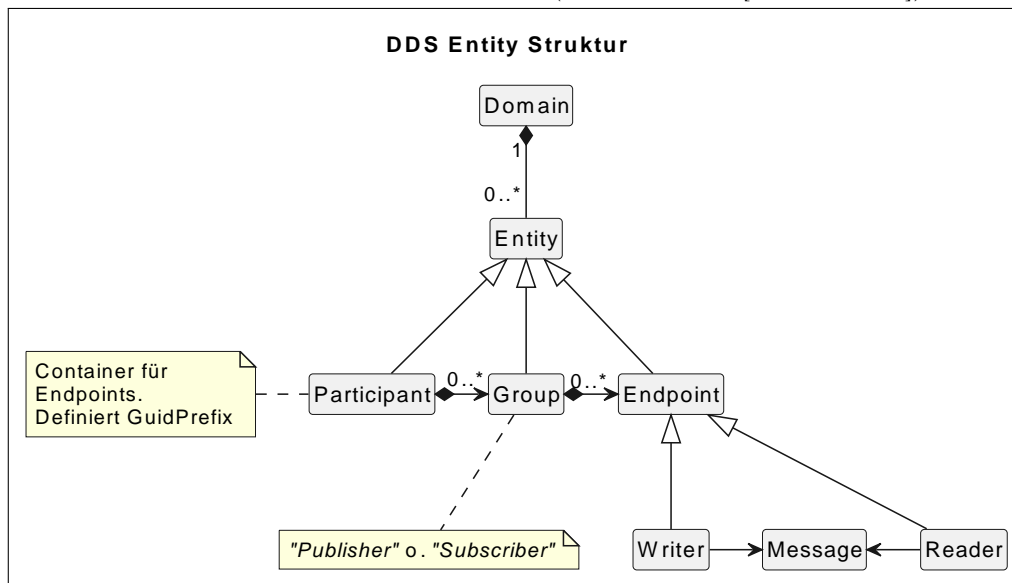 DDS Entity Struktur
Domain
1
0..*
Entity
Container für
Endpoints.
Definiert GuidPrefix
Participant
0..*
Group
0..*
Endpoint
"Publisher" o. "Subscriber"
Writer
Message
Reader